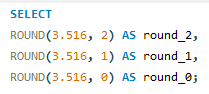 SELECT
ROUND(3.516, 2) AS round_2,
ROUND(3.516, 1) AS round_1,
ROUND(3.516, 0) AS round_0;